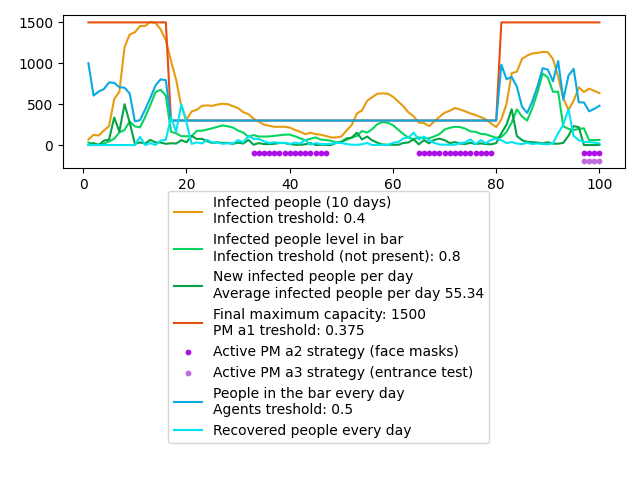 1500
1000
500
0
0
20
40
60
80
100
Infected people (10 days)
Infection treshold: 0.4
Infected people level in bar
Infection treshold (not present): 0.8
New infected people per day
Average infected people per day 55.34
Final maximum capacity: 1500
PM a1 treshold: 0.375
Active PM a2 strategy (face masks)
Active PM a3 strategy (entrance test)
People in the bar every day
Agents treshold: 0.5
Recovered people every day